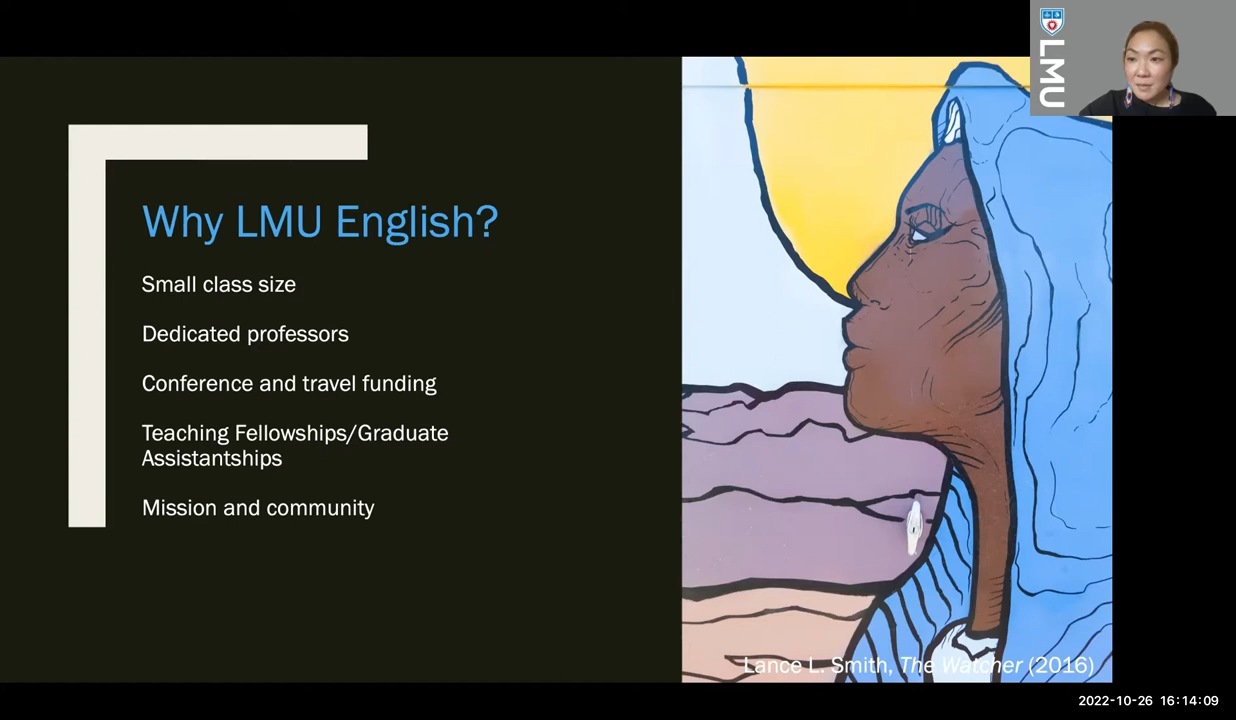 LMU
Why LMU English?
Small class size
Dedicated professors
Conference and travel funding
Teaching Fellowships/Graduate
Assistantships
Mission and community
Lance L. Smith, The Watcher (2016)
2022-10-26 16:14:09